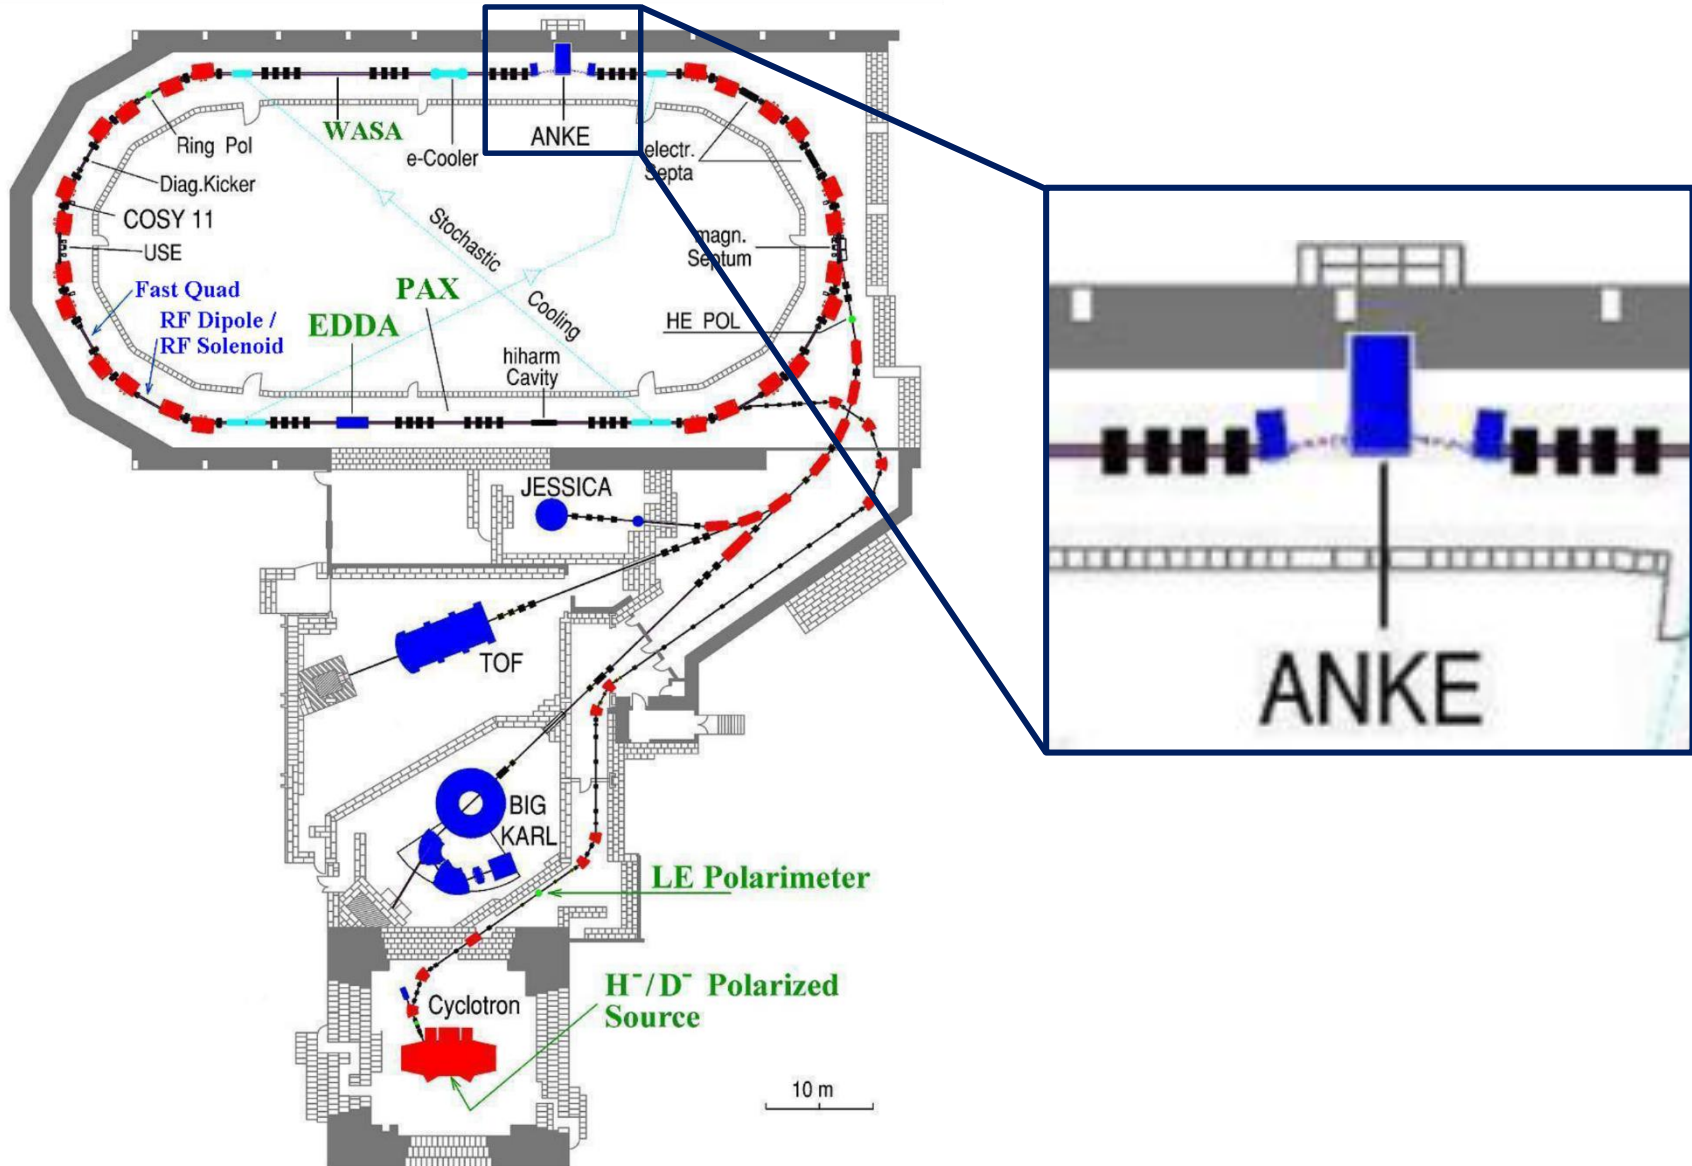 WASA
Ring Pol
e-Cooler
ANKE
electr.
Septa
Diag.Kicker
COSY 11
USE
Stochastic
Cooling
magn.
Septum
Fast Quad
RF Dipole /
RF Solenoid
EDDA
PAX
HE POL
hiharm
Cavity
JESSICA
TOF
BIG
KARL
LE Polarimeter
H⁻/D⁻ Polarized
Source
Cyclotron
10 m
ANKE